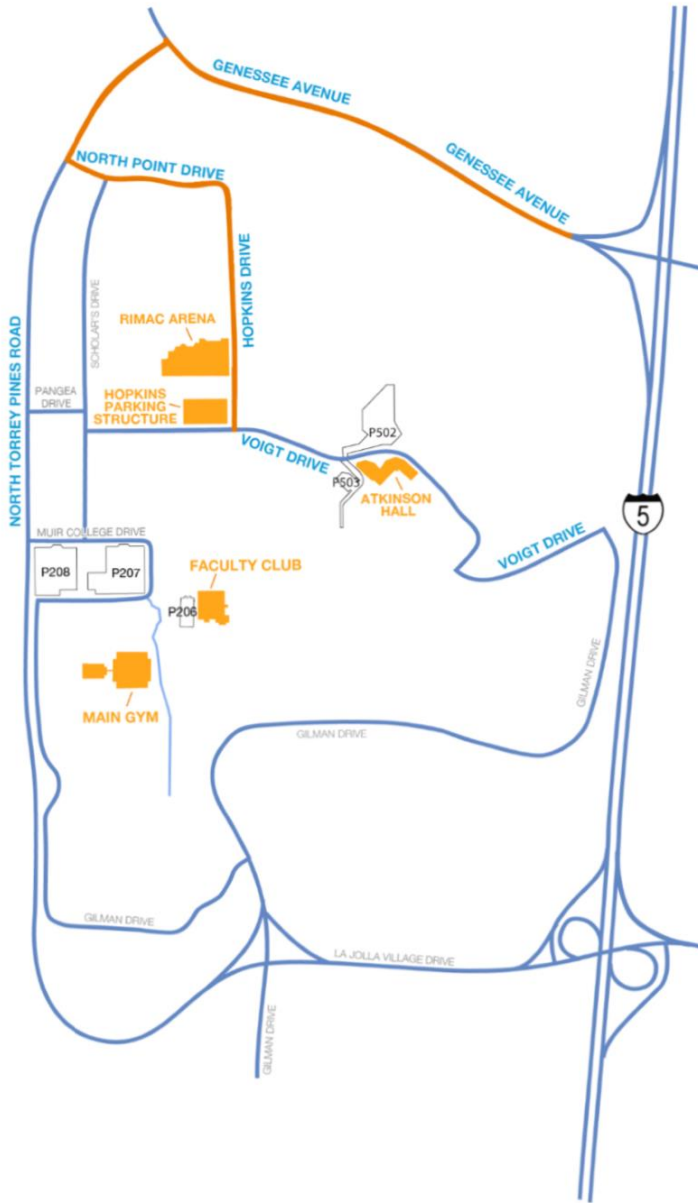 GENESSEE AVENUE
GENESSEE AVENUE
NORTH POINT DRIVE
HOPKINS DRIVE
SCHOLAR'S DRIVE
RIMAC ARENA
NORTH TORREY PINES ROAD
PANGEA
DRIVE
HOPKINS
PARKING
STRUCTURE
VOIGT DRIVE
P502
P503
ATKINSON
HALL
5
MUIR COLLEGE DRIVE
VOIGT DRIVE
P208
P207
FACULTY CLUB
P206
GILMAN DRIVE
MAIN GYM
GILMAN DRIVE
GILMAN DRIVE
LA JOLLA VILLAGE DRIVE
GILMAN DRIVE